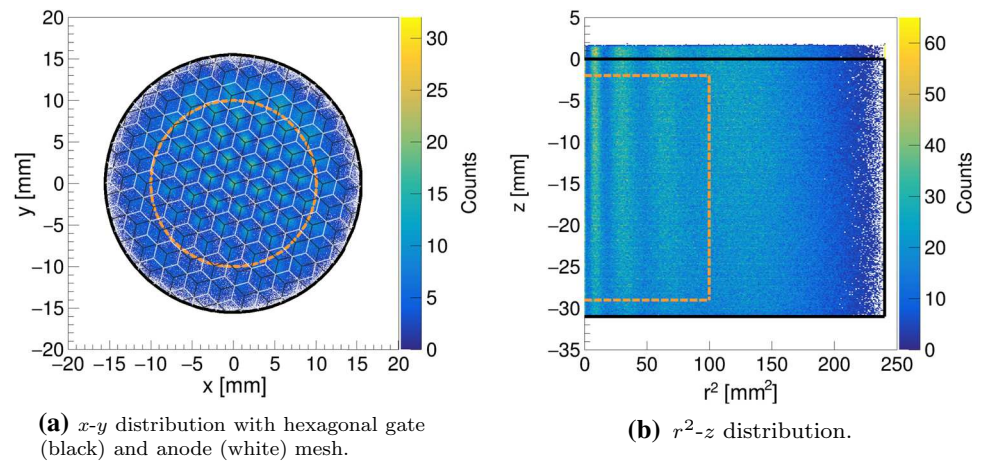 20
15
10
5
0
−5
−10
−15
−20
y [mm]
−20 −15 −10 −5 0 5 10 15 20
x [mm]
30
25
20
15
10
5
0
Counts
(a) x-y distribution with hexagonal gate
(black) and anode (white) mesh.
5
0
−5
−10
−15
−20
−25
−30
−35
z [mm]
0 50 100 150 200 250
r² [mm²]
60
50
40
30
20
10
0
Counts
(b) r²-z distribution.